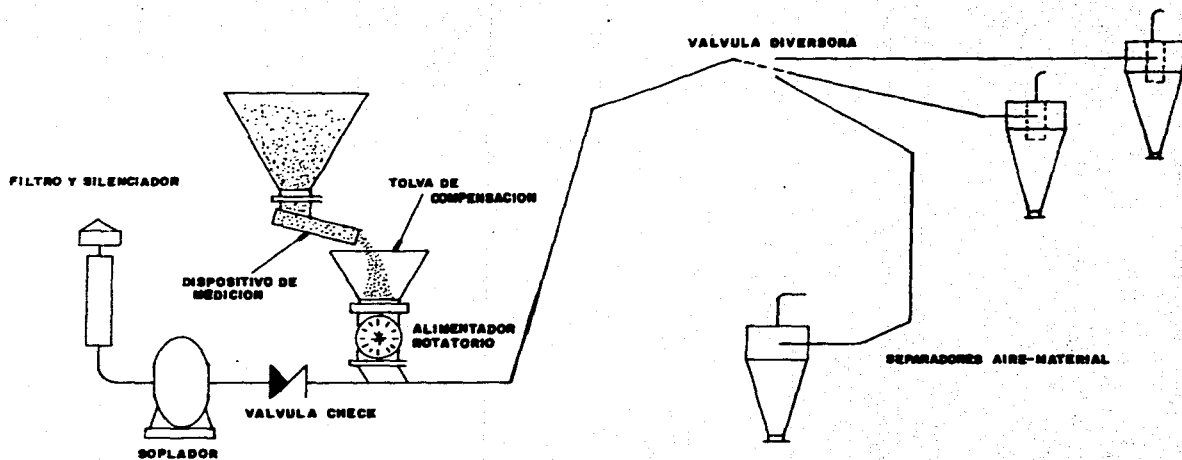 VALVULA DIVERSORA
FILTRO Y SILENCIADOR
TOLVA DE
COMPENSACION
DISPOSITIVO DE
MEDICION
ALIMENTADOR
ROTATORIO
SEPARADORES AIRE-MATERIAL
VALVULA CHECK
SOPLADOR